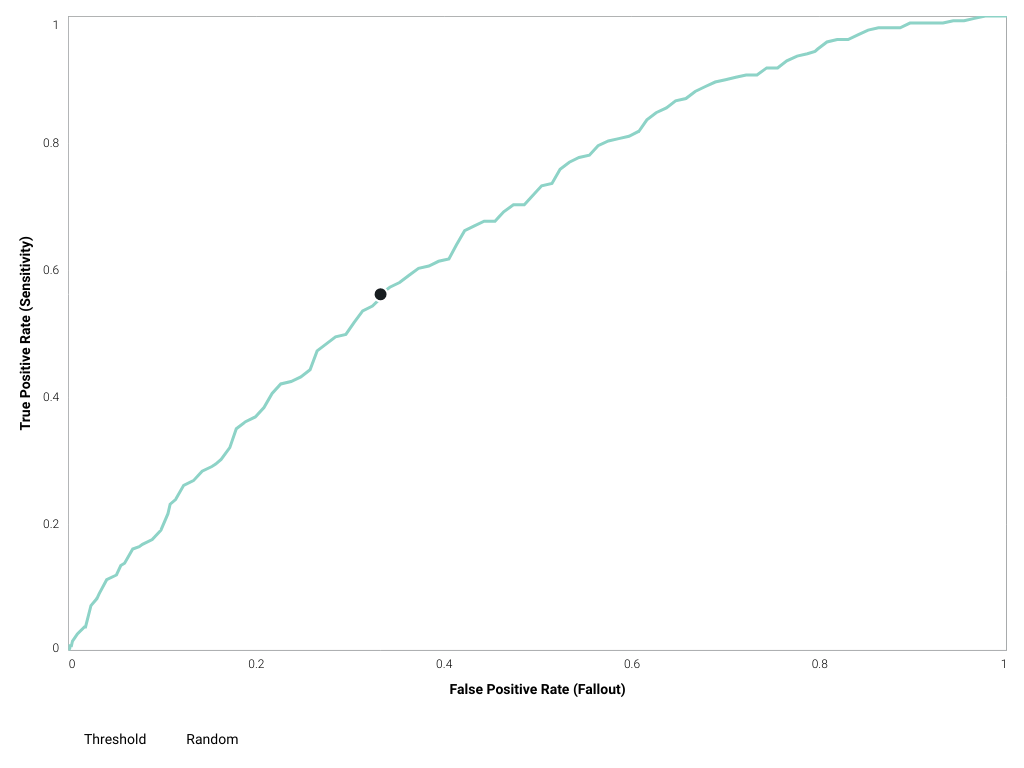 1
0.8
0.6
0.4
0.2
0
True Positive Rate (Sensitivity)
0 0.2 0.4 0.6 0.8 1
False Positive Rate (Fallout)
Threshold Random